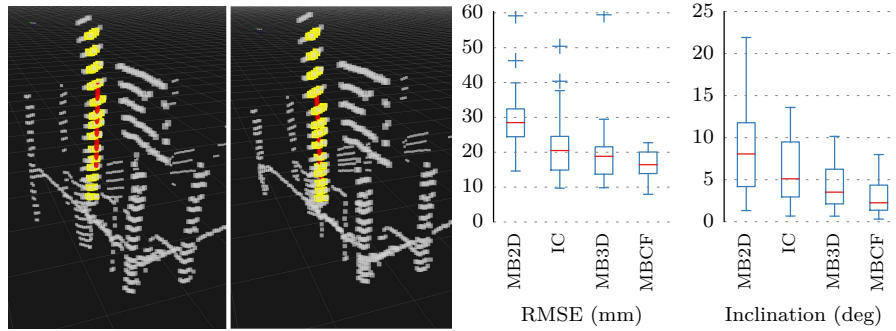 60
50
40
30
20
10
0
MB2D
IC
MB3D
MBCF
RMSE (mm)
25
20
15
10
5
0
MB2D
IC
MB3D
MBCF
Inclination (deg)